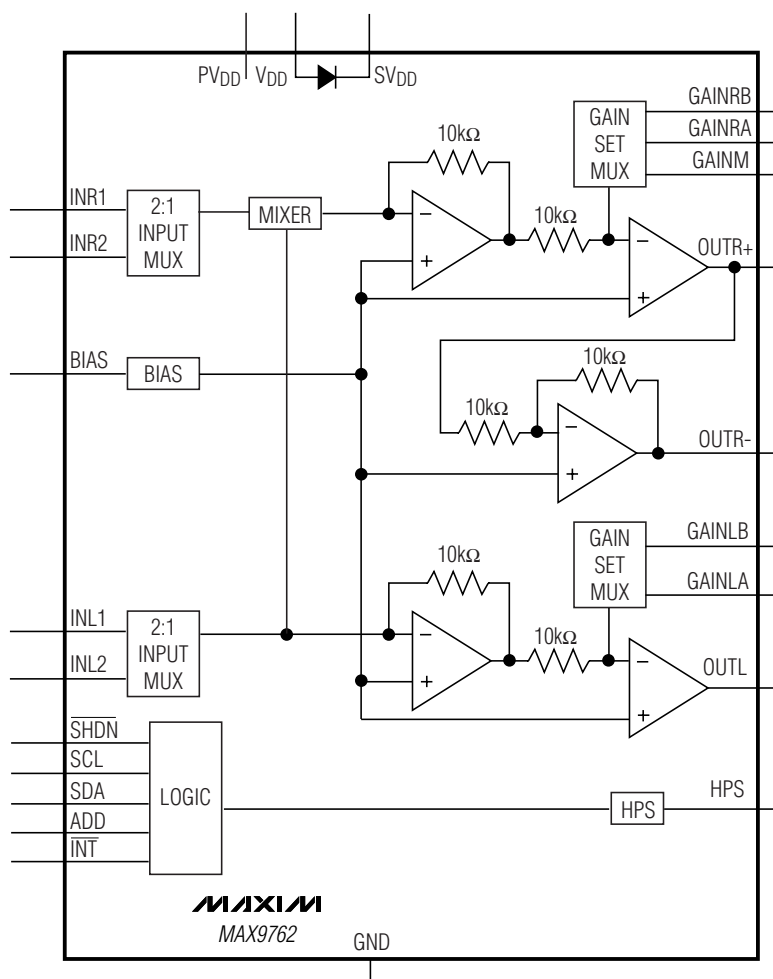 PVDD VDD SVDD
GAINRB
GAINRA
GAINM
GAIN
SET
MUX
10kΩ
INR1
INR2
2:1
INPUT
MUX
MIXER
−
+
10kΩ
−
+
OUTR+
BIAS
BIAS
10kΩ
10kΩ
−
+
OUTR-
GAINLB
GAINLA
GAIN
SET
MUX
10kΩ
INL1
INL2
2:1
INPUT
MUX
−
+
10kΩ
−
+
OUTL
SHDN
SCL
SDA
ADD
INT
LOGIC
HPS
HPS
MAXIM
MAX9762
GND